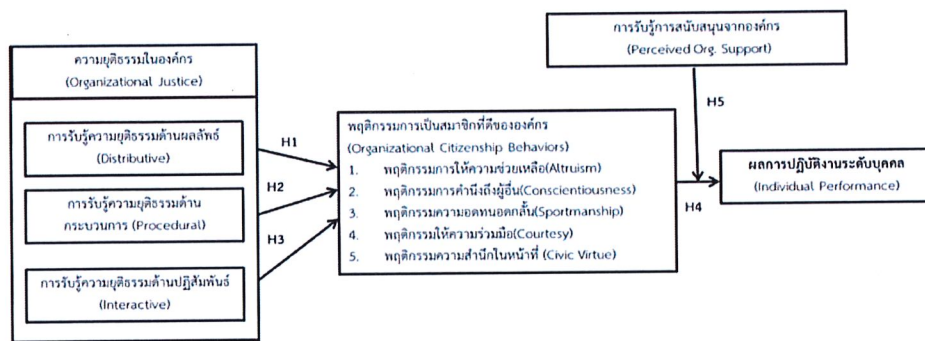 ความยุติธรรมในองค์กร
(Organizational Justice)
การรับรู้ความยุติธรรมด้านผลลัพธ์
(Distributive)
การรับรู้ความยุติธรรมด้าน
กระบวนการ (Procedural)
การรับรู้ความยุติธรรมด้านปฏิสัมพันธ์
(Interactive)
H1
H2
H3
พฤติกรรมการเป็นสมาชิกที่ดีขององค์กร
(Organizational Citizenship Behaviors)
1. พฤติกรรมการให้ความช่วยเหลือ(Altruism)
2. พฤติกรรมการคำนึงถึงผู้อื่น(Conscientiousness)
3. พฤติกรรมความอดทนอดกลั้น(Sportmanship)
4. พฤติกรรมให้ความร่วมมือ(Courtesy)
5. พฤติกรรมความสำนึกในหน้าที่ (Civic Virtue)
การรับรู้การสนับสนุนจากองค์กร
(Perceived Org. Support)
H5
H4
ผลการปฏิบัติงานระดับบุคคล
(Individual Performance)